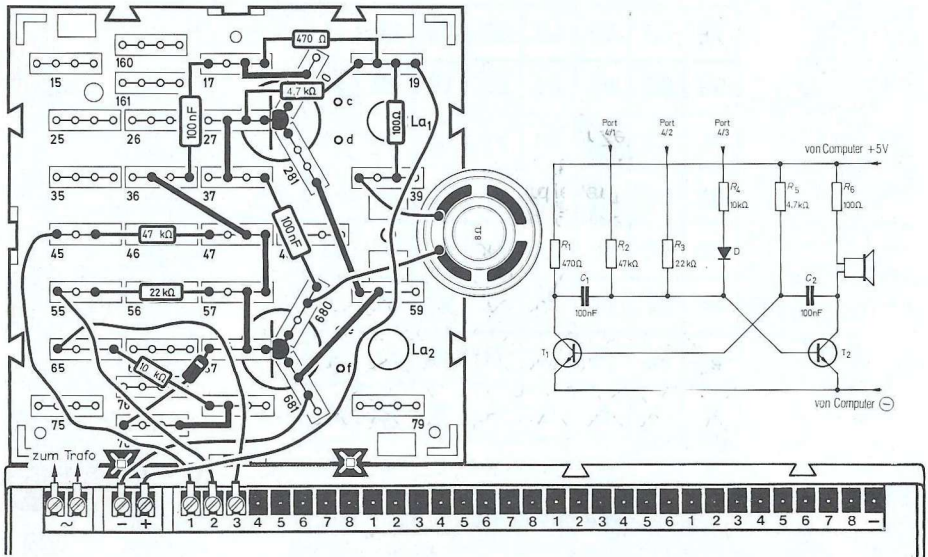 470 Ω
160
15
17
19
161
4,7 kΩ
100nF
100Ω
La₁
c
d
25
26
27
281
35
36
37
39
100nF
8Ω
45
47 kΩ
46
47
55
22kΩ
56
57
59
680
65
10 kΩ
La₂
f
75
79
zum Trafo
~ − + 1 2 3 4 5 6 7 8 1 2 3 4 5 6 7 8 1 2 3 4 5 6 1 2 3 4 5 6 7 8 −
Port 4/1
Port 4/2
Port 4/3
von Computer +5V
R₄ 10kΩ
R₅ 4,7kΩ
R₆ 100Ω
R₁ 470Ω
R₂ 47kΩ
R₃ 22kΩ
D
C₁
100nF
C₂
100nF
T₁
T₂
von Computer ⊖